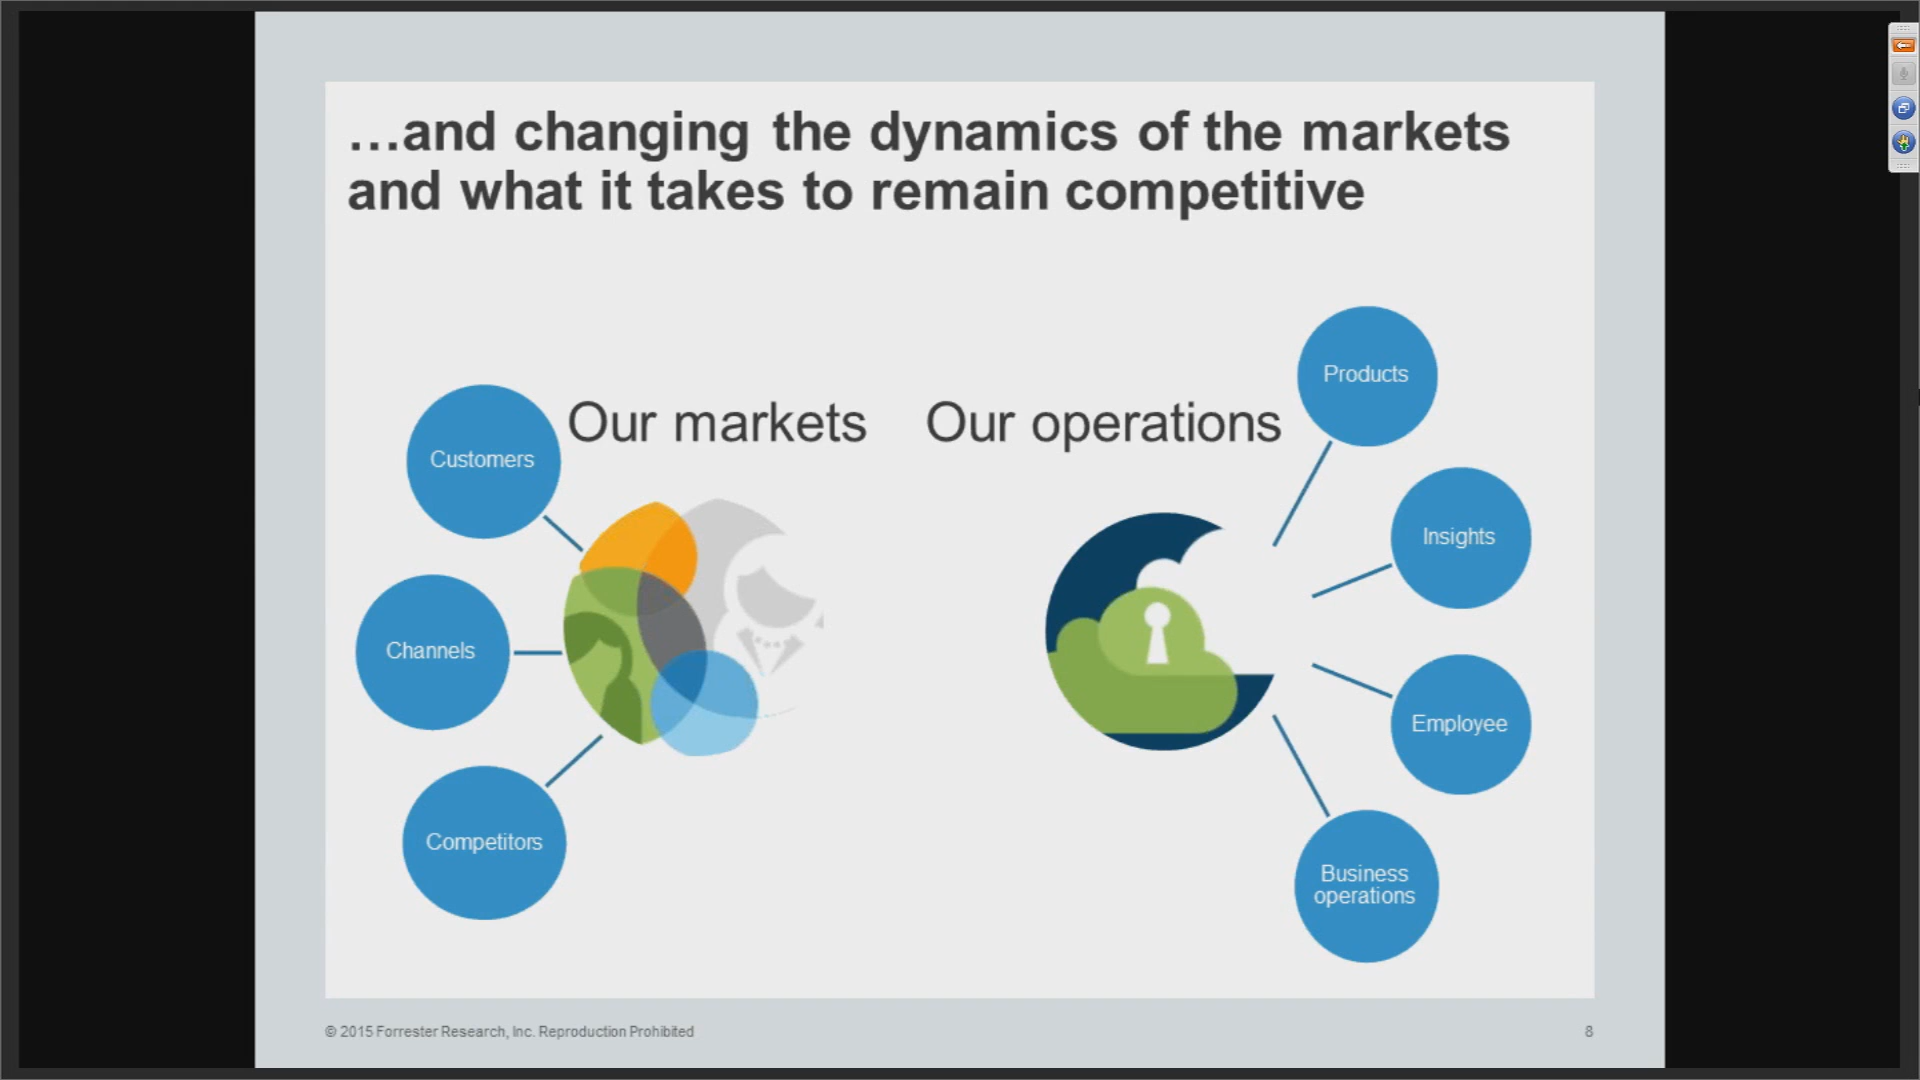 …and changing the dynamics of the markets
and what it takes to remain competitive
Our markets
Customers
Channels
Competitors
Our operations
Products
Insights
Employee
Business
operations
© 2015 Forrester Research, Inc. Reproduction Prohibited
8